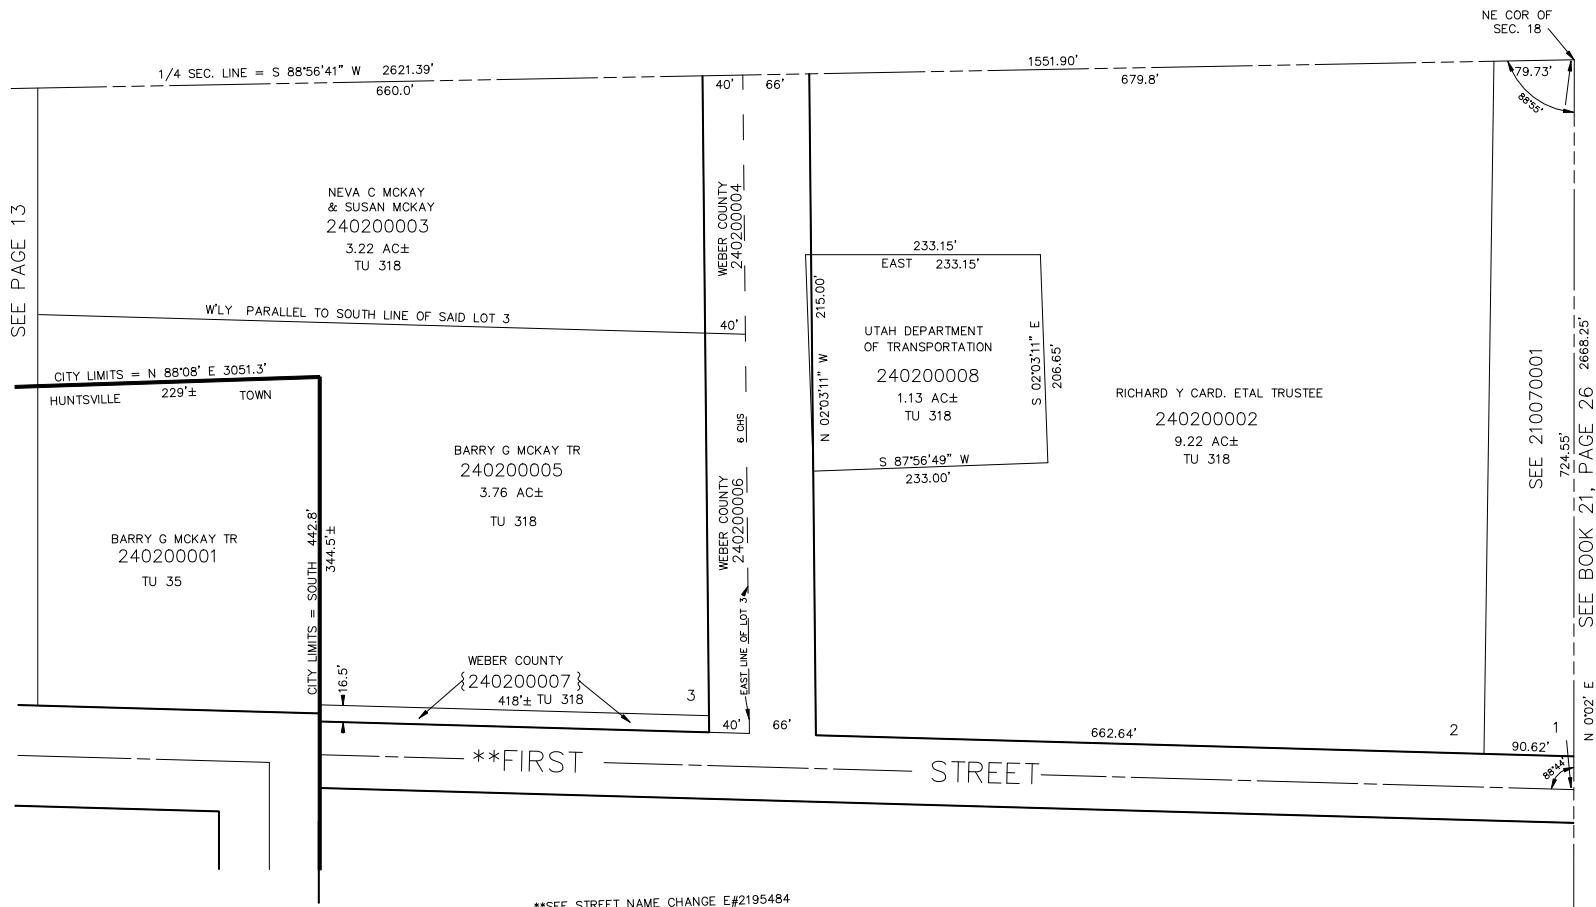 NE COR OF
SEC. 18
1/4 SEC. LINE = S 88°56'41" W 2621.39'
660.0'
40'
66'
1551.90'
679.8'
79.73'
88°55'
SEE PAGE 13
NEVA C MCKAY
& SUSAN MCKAY
240200003
3.22 AC±
TU 318
WEBER COUNTY
240200004
W'LY PARALLEL TO SOUTH LINE OF SAID LOT 3
40'
233.15'
EAST 233.15'
215.00'
N 02°03'11" W
UTAH DEPARTMENT
OF TRANSPORTATION
240200008
1.13 AC±
TU 318
S 02°03'11" E
206.65'
S 87°56'49" W
233.00'
RICHARD Y CARD. ETAL TRUSTEE
240200002
9.22 AC±
TU 318
SEE 210070001
724.55'
2668.25'
SEE BOOK 21, PAGE 26
N 0°02' E
CITY LIMITS = N 88°08' E 3051.3'
HUNTSVILLE 229'± TOWN
6 CHS
BARRY G MCKAY TR
240200005
3.76 AC±
TU 318
WEBER COUNTY
240200006
BARRY G MCKAY TR
240200001
TU 35
CITY LIMITS = SOUTH 442.8'
344.5'±
EAST LINE OF LOT 3
WEBER COUNTY
240200007
418'± TU 318
16.5'
3
40'
66'
662.64'
2
1
90.62'
88°44'
**FIRST STREET
**SEE STREET NAME CHANGE E#2195484